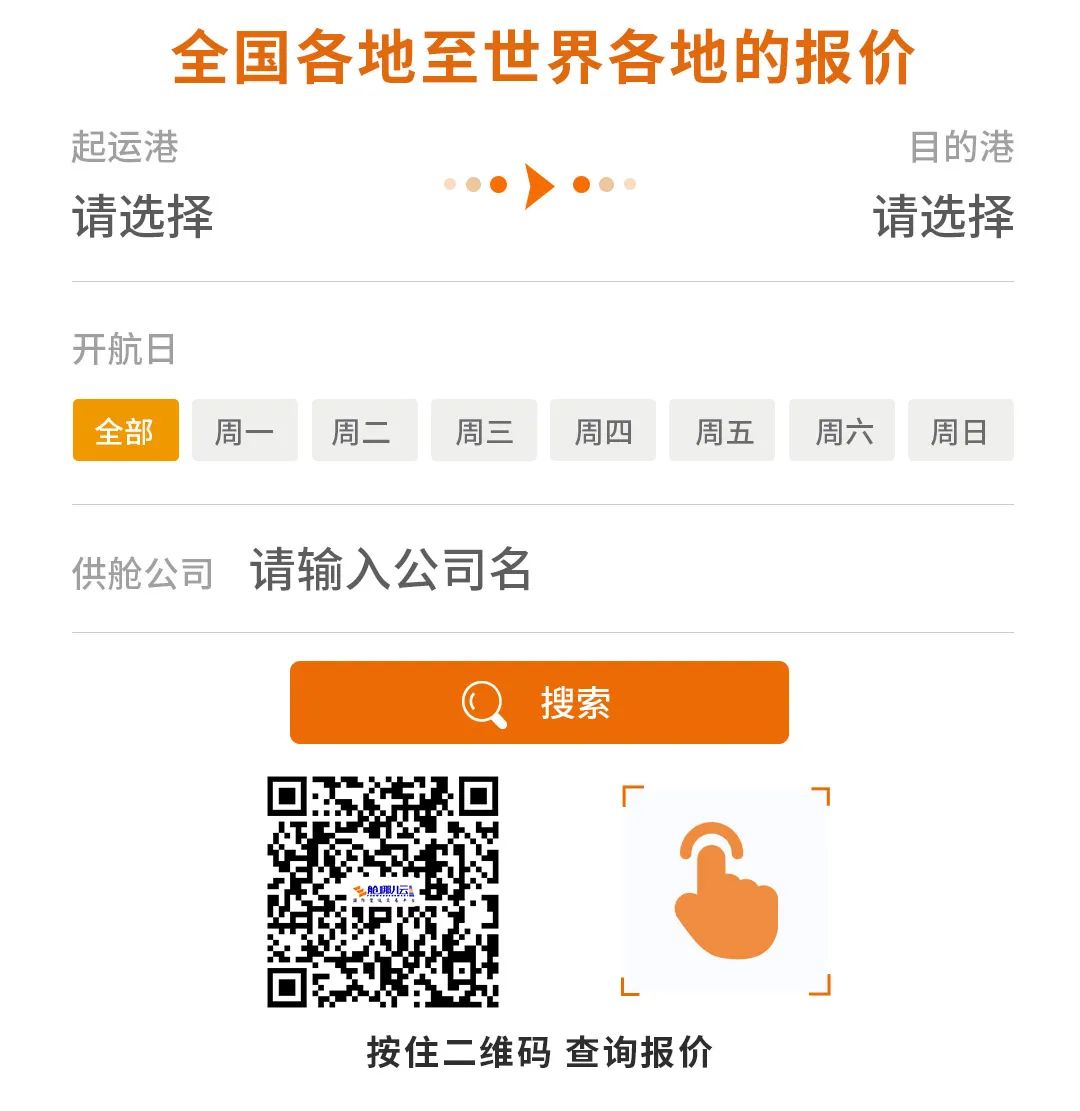 全国各地至世界各地的报价
起运港 目的港
请选择 请选择
开航日
全部 周一 周二 周三 周四 周五 周六 周日
供舱公司 请输入公司名
搜索
按住二维码 查询报价